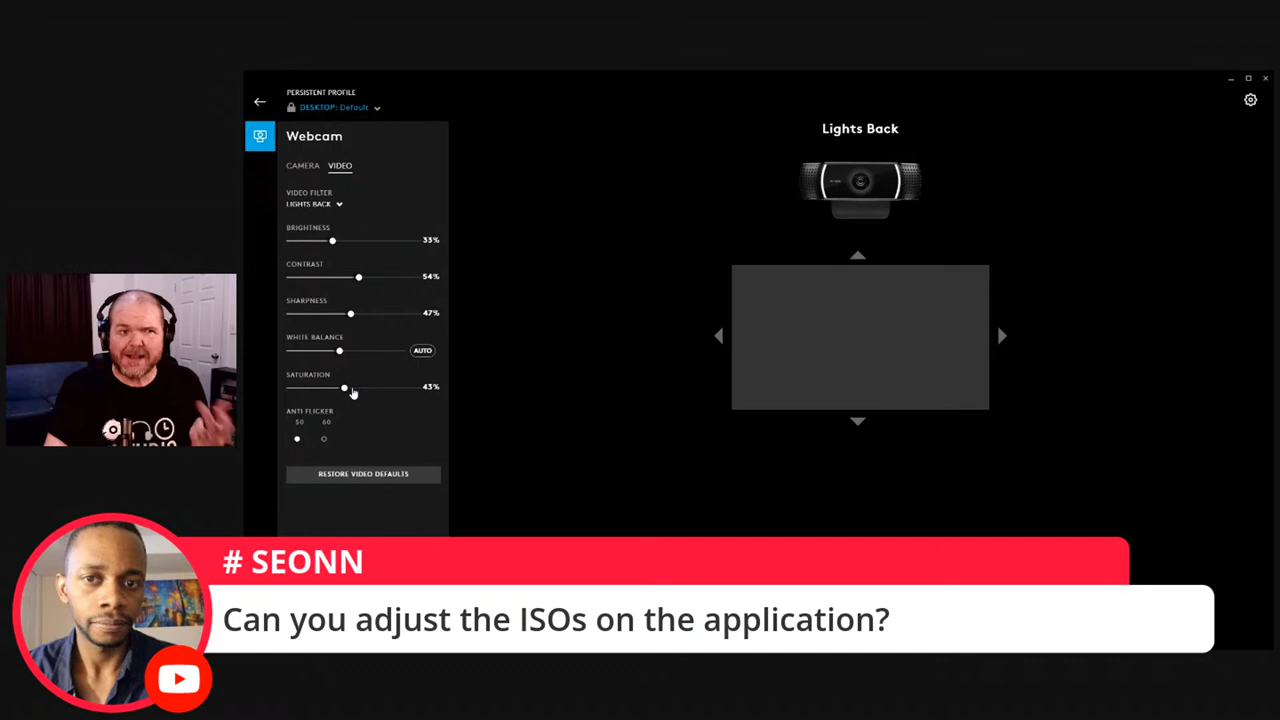 PERSISTENT PROFILE
DESKTOP: Default
Webcam
CAMERA VIDEO
VIDEO FILTER
LIGHTS BACK
BRIGHTNESS
33%
CONTRAST
54%
SHARPNESS
47%
WHITE BALANCE
AUTO
SATURATION
43%
ANTI FLICKER
50 60
RESTORE VIDEO DEFAULTS
Lights Back
# SEONN
Can you adjust the ISOs on the application?